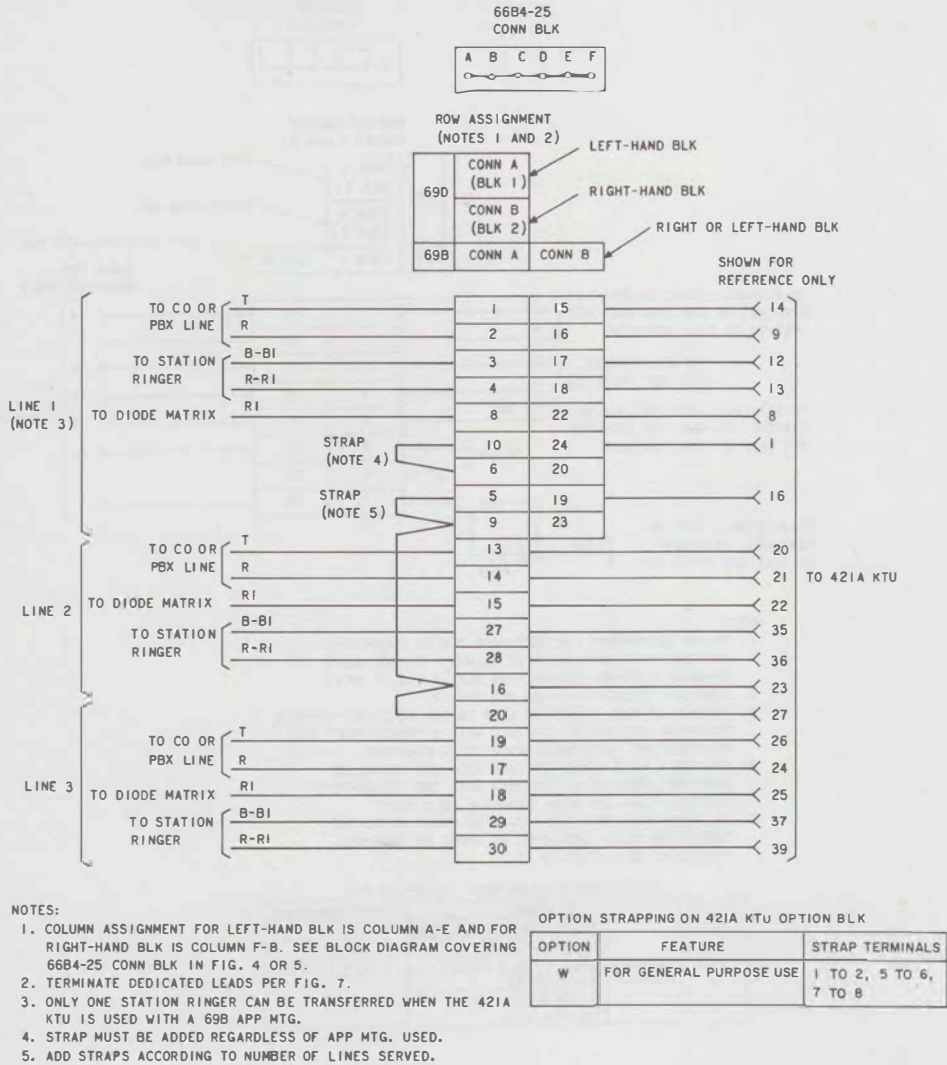 66B4-25
CONN BLK
A B C D E F
ROW ASSIGNMENT
(NOTES 1 AND 2)
LEFT-HAND BLK
69D
CONN A
(BLK 1)
RIGHT-HAND BLK
CONN B
(BLK 2)
RIGHT OR LEFT-HAND BLK
69B CONN A CONN B
SHOWN FOR
REFERENCE ONLY
TO CO OR
PBX LINE
T 1 15 14
R 2 16 9
TO STATION
RINGER
B-B1 3 17 12
R-R1 4 18 13
LINE 1
(NOTE 3)
TO DIODE MATRIX R1 8 22 8
STRAP
(NOTE 4)
10 24 1
6 20
STRAP
(NOTE 5)
5 19 16
9 23
TO CO OR
PBX LINE
T 13 20
R 14 21
TO 421A KTU
LINE 2
TO DIODE MATRIX R1 15 22
TO STATION
RINGER
B-B1 27 35
R-R1 28 36
16 23
20 27
TO CO OR
PBX LINE
T 19 26
R 17 24
LINE 3
TO DIODE MATRIX R1 18 25
TO STATION
RINGER
B-B1 29 37
R-R1 30 39
NOTES:
1. COLUMN ASSIGNMENT FOR LEFT-HAND BLK IS COLUMN A-E AND FOR
RIGHT-HAND BLK IS COLUMN F-B. SEE BLOCK DIAGRAM COVERING
66B4-25 CONN BLK IN FIG. 4 OR 5.
2. TERMINATE DEDICATED LEADS PER FIG. 7.
3. ONLY ONE STATION RINGER CAN BE TRANSFERRED WHEN THE 421A
KTU IS USED WITH A 69B APP MTG.
4. STRAP MUST BE ADDED REGARDLESS OF APP MTG. USED.
5. ADD STRAPS ACCORDING TO NUMBER OF LINES SERVED.
OPTION STRAPPING ON 421A KTU OPTION BLK
OPTION FEATURE STRAP TERMINALS
W FOR GENERAL PURPOSE USE 1 TO 2, 5 TO 6,
7 TO 8